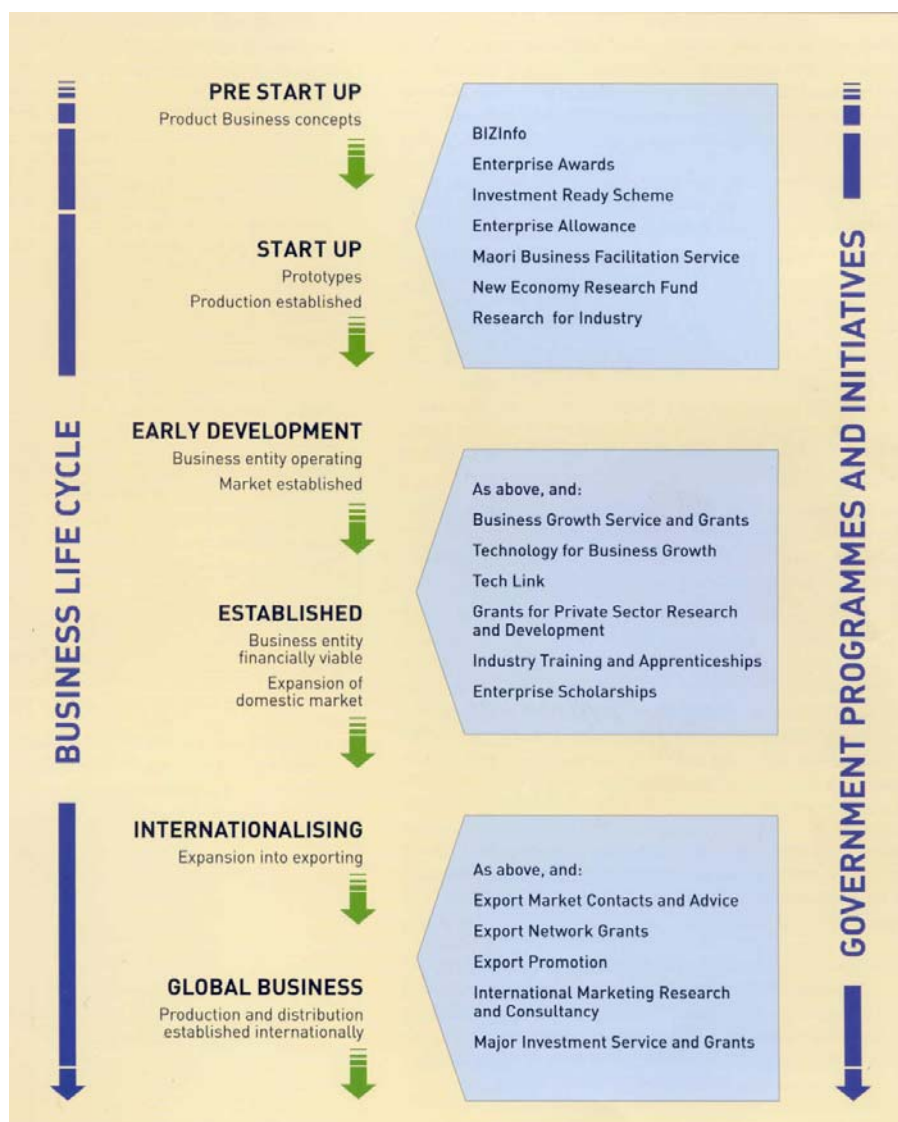 PRE START UP
Product Business concepts
START UP
Prototypes
Production established
EARLY DEVELOPMENT
Business entity operating
Market established
ESTABLISHED
Business entity
financially viable
Expansion of
domestic market
INTERNATIONALISING
Expansion into exporting
GLOBAL BUSINESS
Production and distribution
established internationally
BUSINESS LIFE CYCLE
BIZInfo
Enterprise Awards
Investment Ready Scheme
Enterprise Allowance
Maori Business Facilitation Service
New Economy Research Fund
Research for Industry
As above, and:
Business Growth Service and Grants
Technology for Business Growth
Tech Link
Grants for Private Sector Research
and Development
Industry Training and Apprenticeships
Enterprise Scholarships
As above, and:
Export Market Contacts and Advice
Export Network Grants
Export Promotion
International Marketing Research
and Consultancy
Major Investment Service and Grants
GOVERNMENT PROGRAMMES AND INITIATIVES